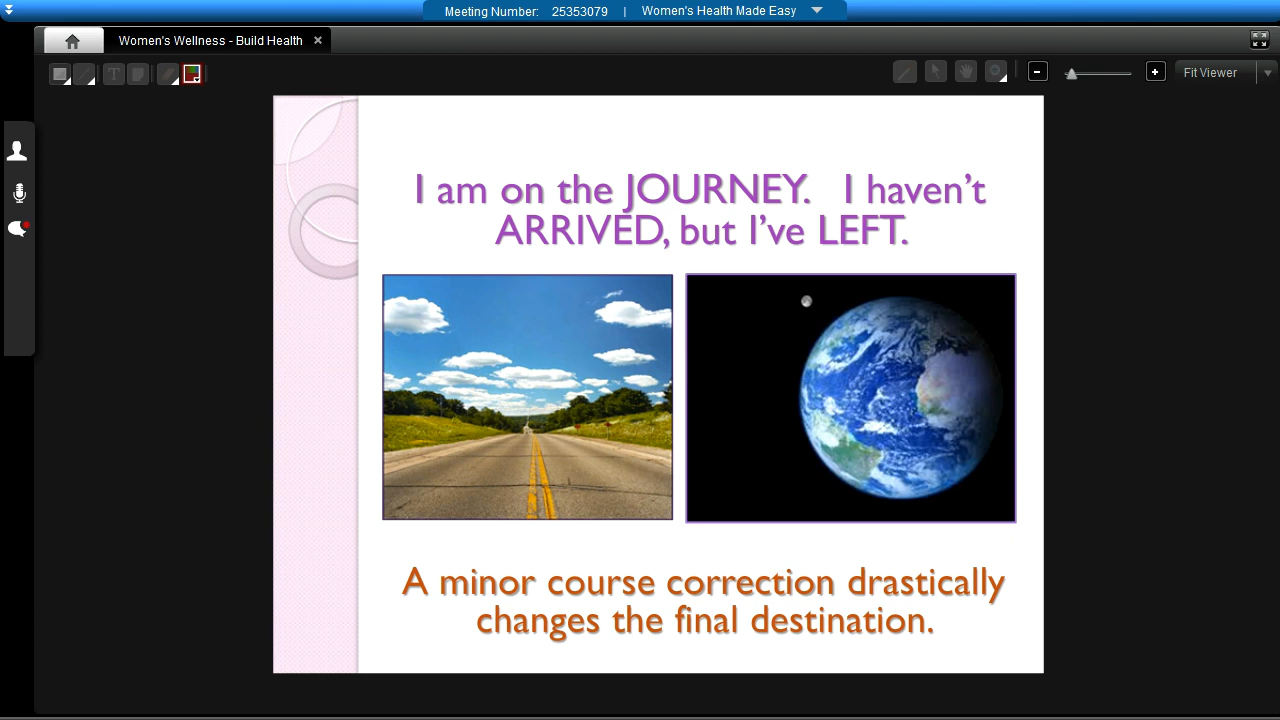 Meeting Number: 25353079 | Women's Health Made Easy
Women's Wellness - Build Health
Fit Viewer
I am on the JOURNEY. I haven’t
ARRIVED, but I’ve LEFT.
A minor course correction drastically
changes the final destination.